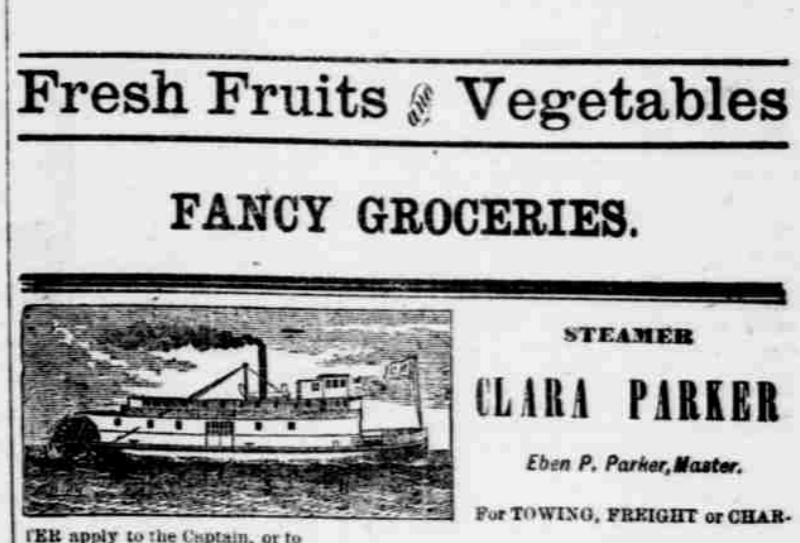 Fresh Fruits and Vegetables
FANCY GROCERIES.
STEAMER
CLARA PARKER
Eben P. Parker, Master.
For TOWING, FREIGHT or CHAR-
TER apply to the Captain, or to